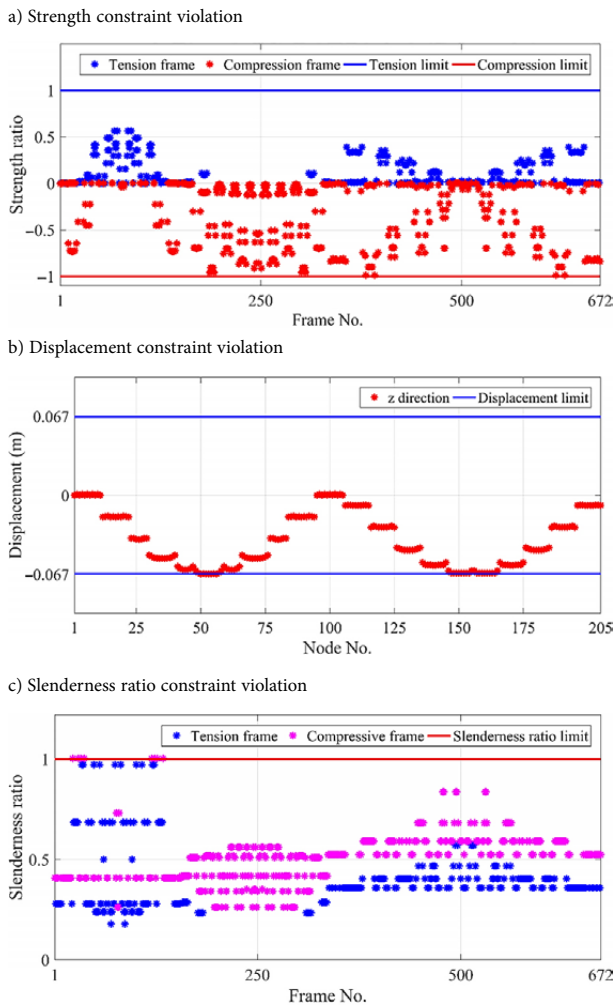 a) Strength constraint violation
Tension frame Compression frame Tension limit Compression limit
1
0.5
0
−0.5
−1
Strength ratio
1 250 500 672
Frame No.
b) Displacement constraint violation
z direction Displacement limit
0.067
0
−0.067
Displacement (m)
1 25 50 75 100 125 150 175 205
Node No.
c) Slenderness ratio constraint violation
Tension frame Compressive frame Slenderness ratio limit
1
0.5
0
Slenderness ratio
1 250 500 672
Frame No.